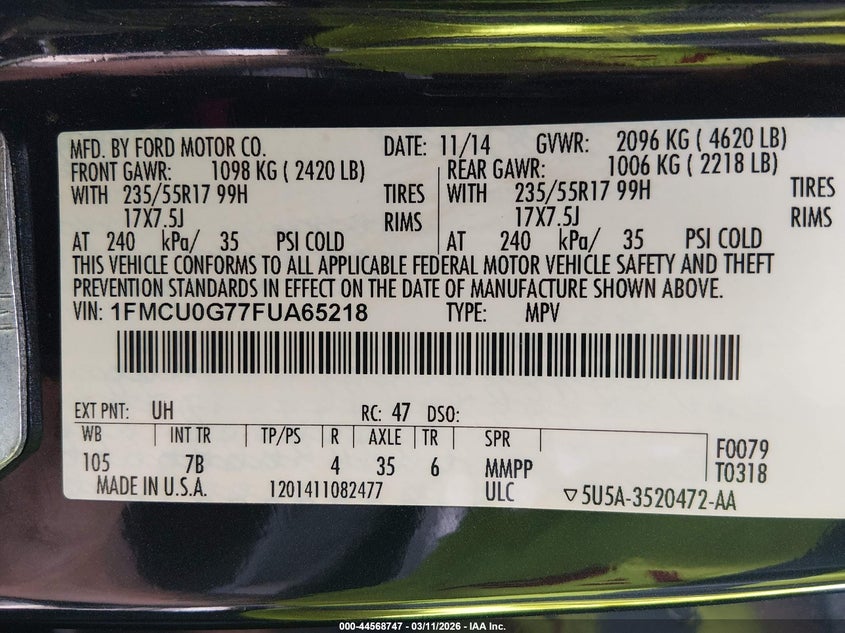 MFD. BY FORD MOTOR CO. DATE: 11/14 GVWR: 2096 KG ( 4620 LB)
FRONT GAWR: 1098 KG ( 2420 LB) REAR GAWR: 1006 KG ( 2218 LB)
WITH 235/55R17 99H TIRES WITH 235/55R17 99H TIRES
17X7.5J RIMS 17X7.5J RIMS
AT 240 kPa/ 35 PSI COLD AT 240 kPa/ 35 PSI COLD
THIS VEHICLE CONFORMS TO ALL APPLICABLE FEDERAL MOTOR VEHICLE SAFETY AND THEFT
PREVENTION STANDARDS IN EFFECT ON THE DATE OF MANUFACTURE SHOWN ABOVE.
VIN: 1FMCU0G77FUA65218 TYPE: MPV
EXT PNT: UH RC: 47 DSO:
WB INT TR TP/PS R AXLE TR SPR F0079
105 7B 4 35 6 MMPP T0318
MADE IN U.S.A. 1201411082477 ULC ▽5U5A-3520472-AA
000-44568747 - 03/11/2026 - IAA Inc.